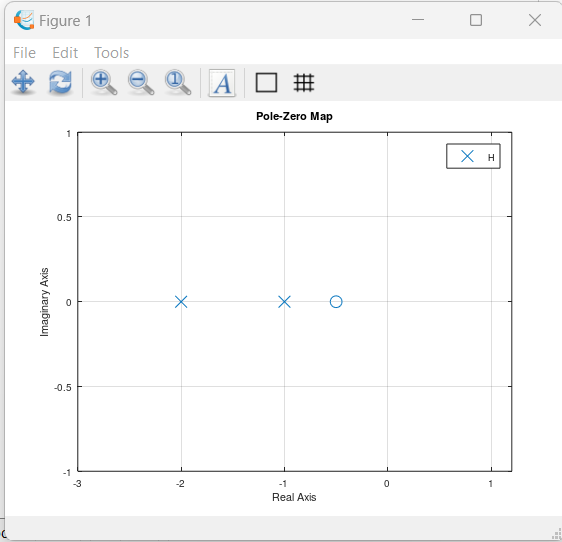 Figure 1
File Edit Tools
A
Pole-Zero Map
H
1
0.5
0
-0.5
-1
Imaginary Axis
-3 -2 -1 0 1
Real Axis